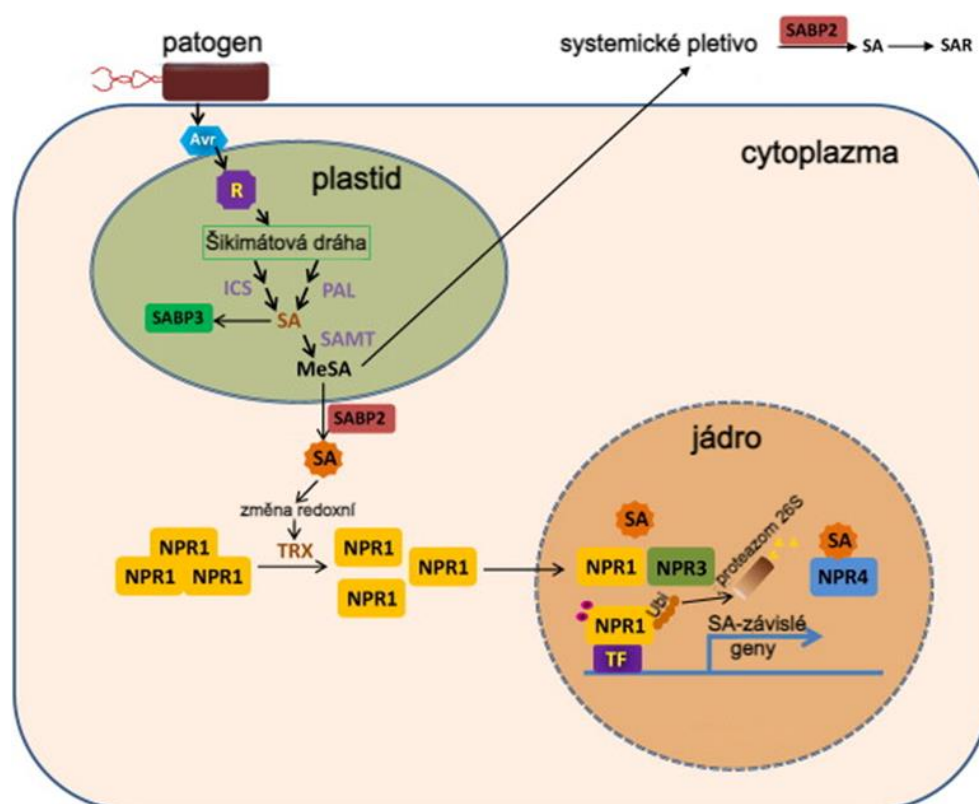 patogen
systemické pletivo
SABP2
SA
SAR
Avr
cytoplazma
plastid
R
Šikimátová dráha
ICS
PAL
SABP3
SA
SAMT
MeSA
SABP2
SA
změna redoxní
TRX
NPR1
NPR1 NPR1
NPR1
NPR1
NPR1
jádro
SA
NPR1
NPR3
proteazom 26S
SA
NPR4
NPR1
Ubi
TF
SA-závislé
geny